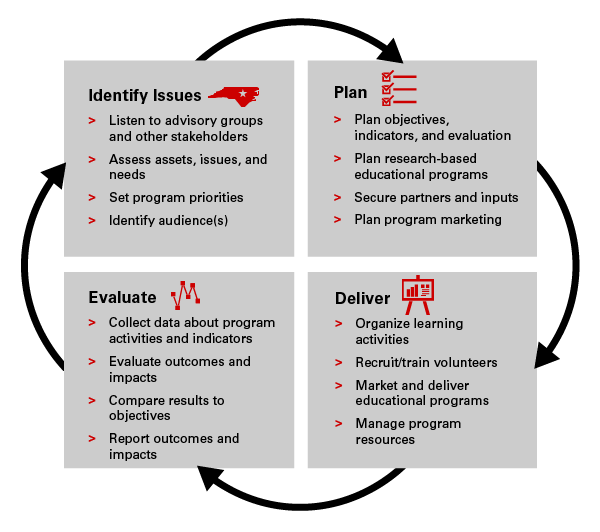 Identify Issues
> Listen to advisory groups
and other stakeholders
> Assess assets, issues, and
needs
> Set program priorities
> Identify audience(s)
Plan
> Plan objectives,
indicators, and evaluation
> Plan research-based
educational programs
> Secure partners and inputs
> Plan program marketing
Evaluate
> Collect data about program
activities and indicators
> Evaluate outcomes and
impacts
> Compare results to
objectives
> Report outcomes and
impacts
Deliver
> Organize learning
activities
> Recruit/train volunteers
> Market and deliver
educational programs
> Manage program
resources